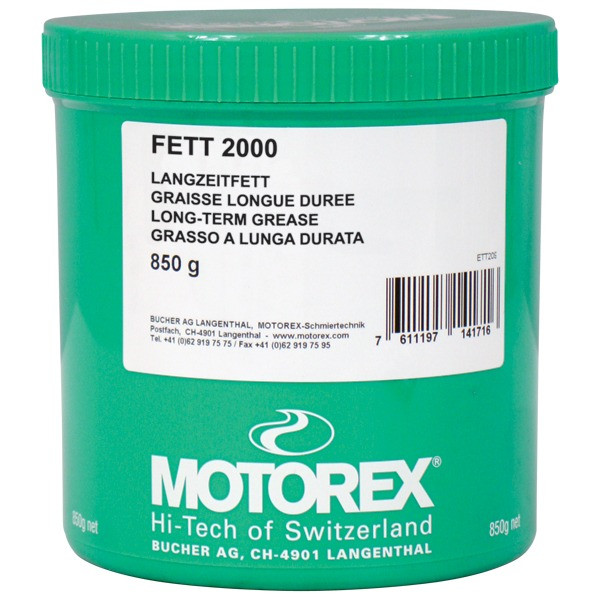 FETT 2000
LANGZEITFETT
GRAISSE LONGUE DUREE
LONG-TERM GREASE
GRASSO A LUNGA DURATA
850 g
ETT206
BUCHER AG LANGENTHAL, MOTOREX-Schmiertechnik
Postfach, CH-4901 Langenthal - www.motorex.com
Tel. +41 (0)62 919 75 75 / Fax +41 (0)62 919 75 95
7 611197 141716
MOTOREX®
Hi-Tech of Switzerland
850g net
850g net
BUCHER AG, CH-4901 LANGENTHAL